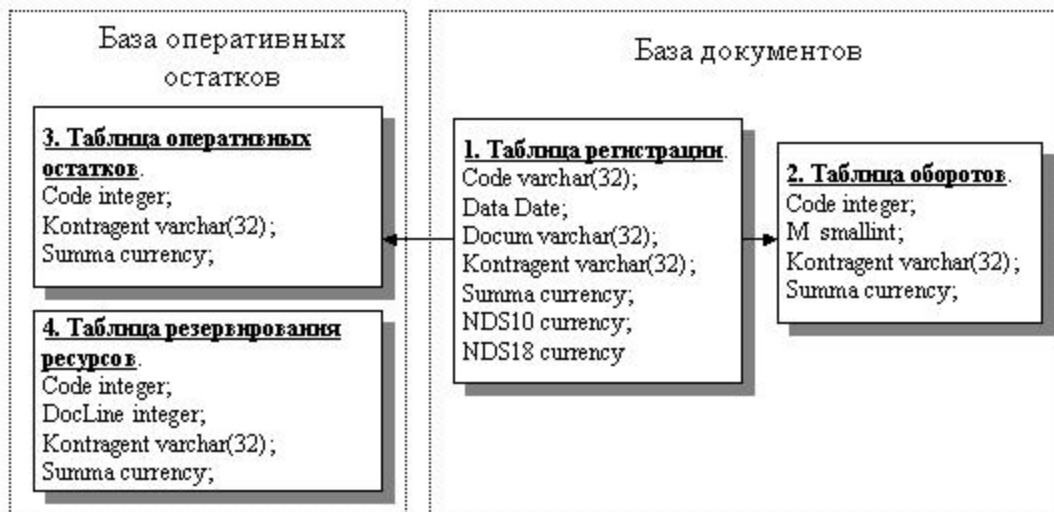 База оперативных
остатков
3. Таблица оперативных
остатков.
Code integer;
Kontragent varchar(32);
Summa currency;
4. Таблица резервирования
ресурсов.
Code integer;
DocLine integer;
Kontragent varchar(32);
Summa currency;
База документов
1. Таблица регистрации.
Code varchar(32);
Data Date;
Docum varchar(32);
Kontragent varchar(32);
Summa currency;
NDS10 currency;
NDS18 currency
2. Таблица оборотов.
Code integer;
M smallint;
Kontragent varchar(32);
Summa currency;